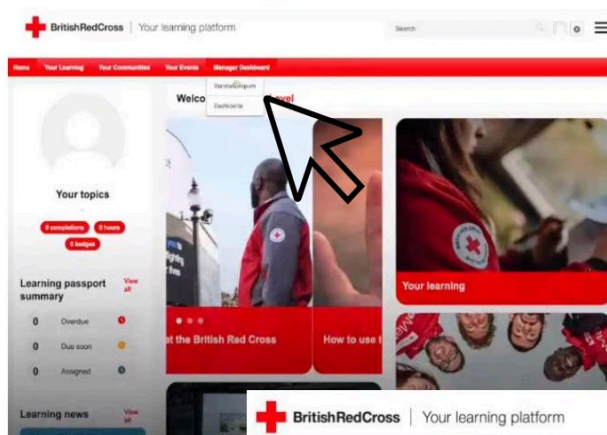 BritishRedCross | Your learning platform
Search
Home Your Learning Your Communities Your Events Manager Dashboard
Dashboards
Your topics
0 completions 0 hours
0 badges
Learning passport summary
View all
0 Overdue
0 Due soon
0 Assigned
Learning news
View all
at the British Red Cross
How to use
Your learning
BritishRedCross | Your learning platform